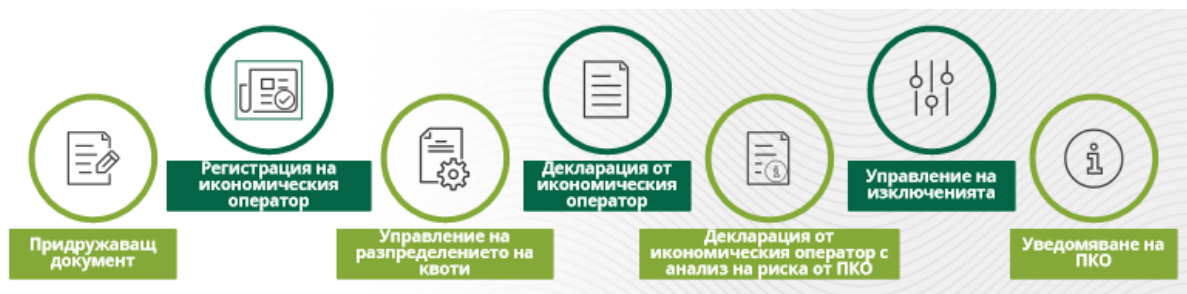 Придружаващ
документ
Регистрация на
икономическия
оператор
Управление на
разпределението на
квоти
Декларация от
икономическия
оператор
Декларация от
икономическия оператор с
анализ на риска от ПКО
Управление на
изключенията
Уведомяване на
ПКО